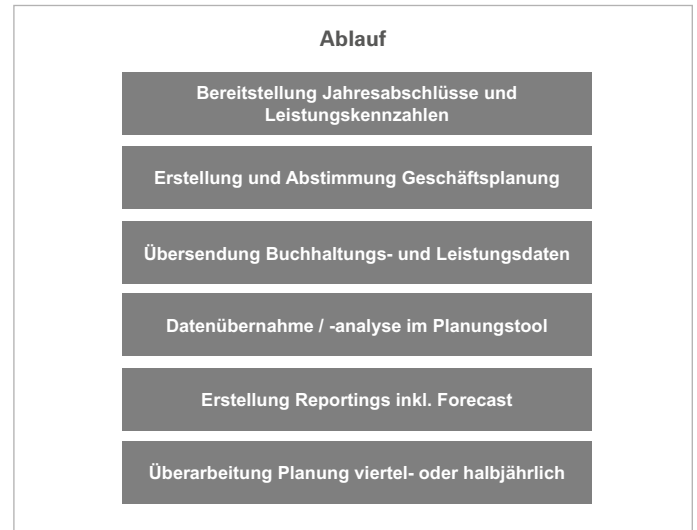 Ablauf
Bereitstellung Jahresabschlüsse und
Leistungskennzahlen
Erstellung und Abstimmung Geschäftsplanung
Übersendung Buchhaltungs- und Leistungsdaten
Datenübernahme / -analyse im Planungstool
Erstellung Reportings inkl. Forecast
Überarbeitung Planung viertel- oder halbjährlich